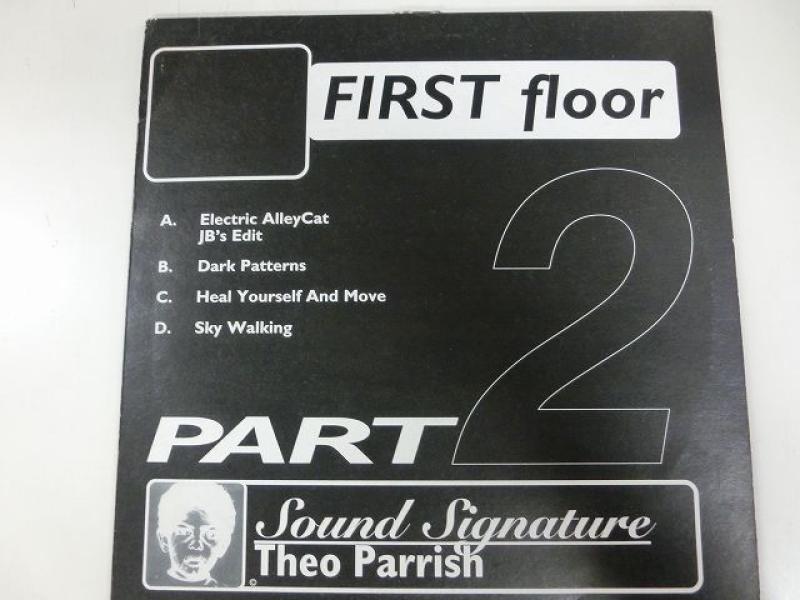 FIRST floor
A. Electric AlleyCat
JB's Edit
B. Dark Patterns
C. Heal Yourself And Move
D. Sky Walking
PART 2
Sound Signature
Theo Parrish
©